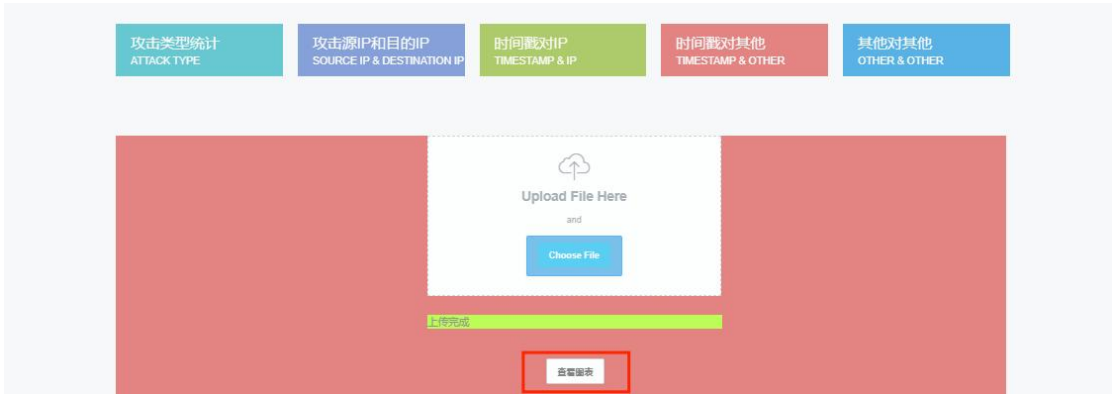 攻击类型统计
ATTACK TYPE
攻击源IP和目的IP
SOURCE IP & DESTINATION IP
时间戳对IP
TIMESTAMP & IP
时间戳对其他
TIMESTAMP & OTHER
其他对其他
OTHER & OTHER
Upload File Here
and
Choose File
上传完成
查看图表